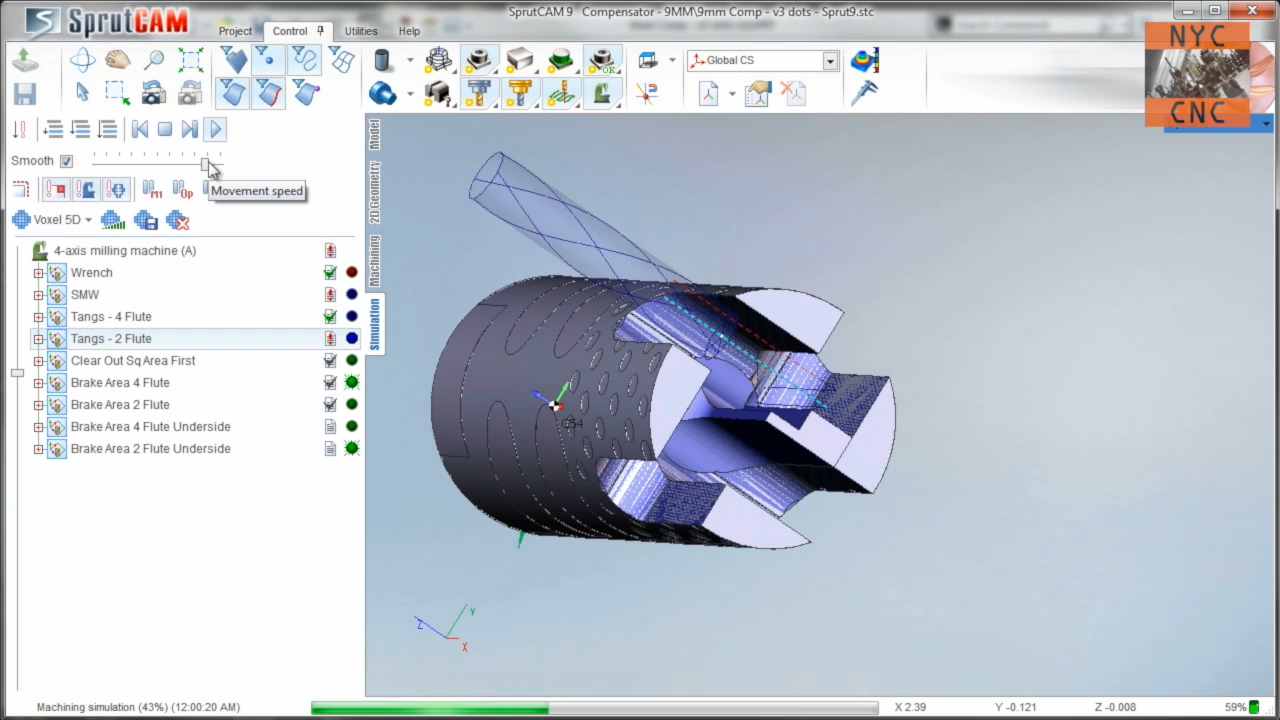 SprutCAM
SprutCAM 9 Compensator - 9MM\9mm Comp - v3 dots - Sprut9.stc
Project Control Utilities Help
Global CS
OK
NYC
CNC
Smooth
Movement speed
M1 Op
Voxel 5D
Model
2D Geometry
Machining
Simulation
4-axis milling machine (A)
Wrench
SMW
Tangs - 4 Flute
Tangs - 2 Flute
Clear Out Sq Area First
Brake Area 4 Flute
Brake Area 2 Flute
Brake Area 4 Flute Underside
Brake Area 2 Flute Underside
G54
Z
Y
X
Machining simulation (43%) (12:00:20 AM)
X 2.39 Y -0.121 Z -0.008 59%